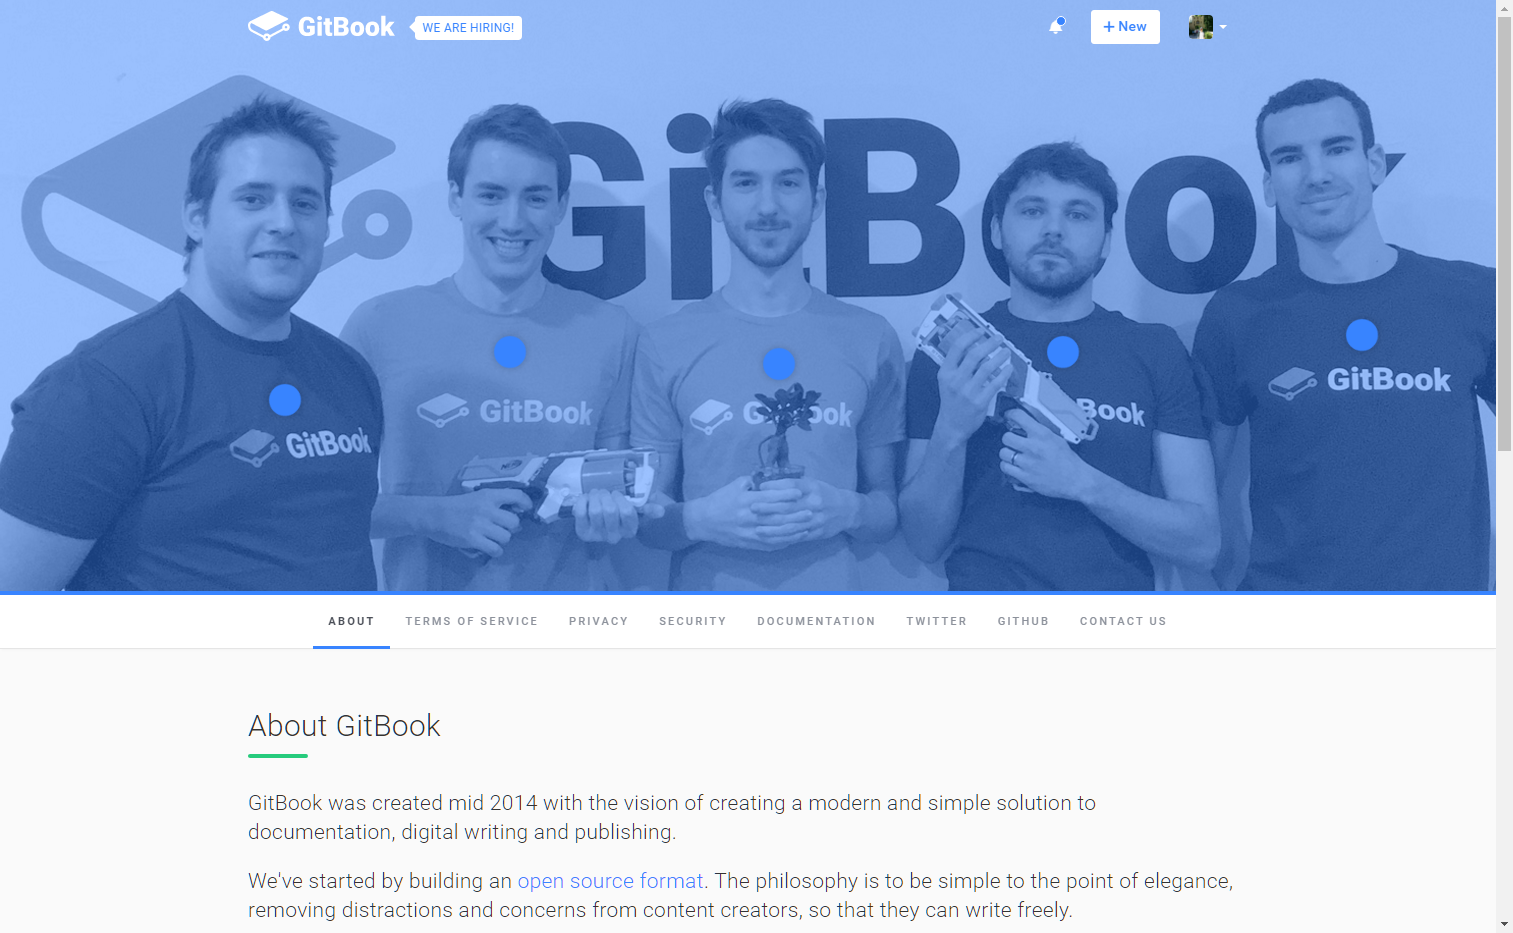 GitBook
WE ARE HIRING!
+ New
GitBook
GitBook
GitBook
GitBook
Book
GitBook
ABOUT
TERMS OF SERVICE
PRIVACY
SECURITY
DOCUMENTATION
TWITTER
GITHUB
CONTACT US
About GitBook
GitBook was created mid 2014 with the vision of creating a modern and simple solution to
documentation, digital writing and publishing.
We've started by building an open source format. The philosophy is to be simple to the point of elegance,
removing distractions and concerns from content creators, so that they can write freely.